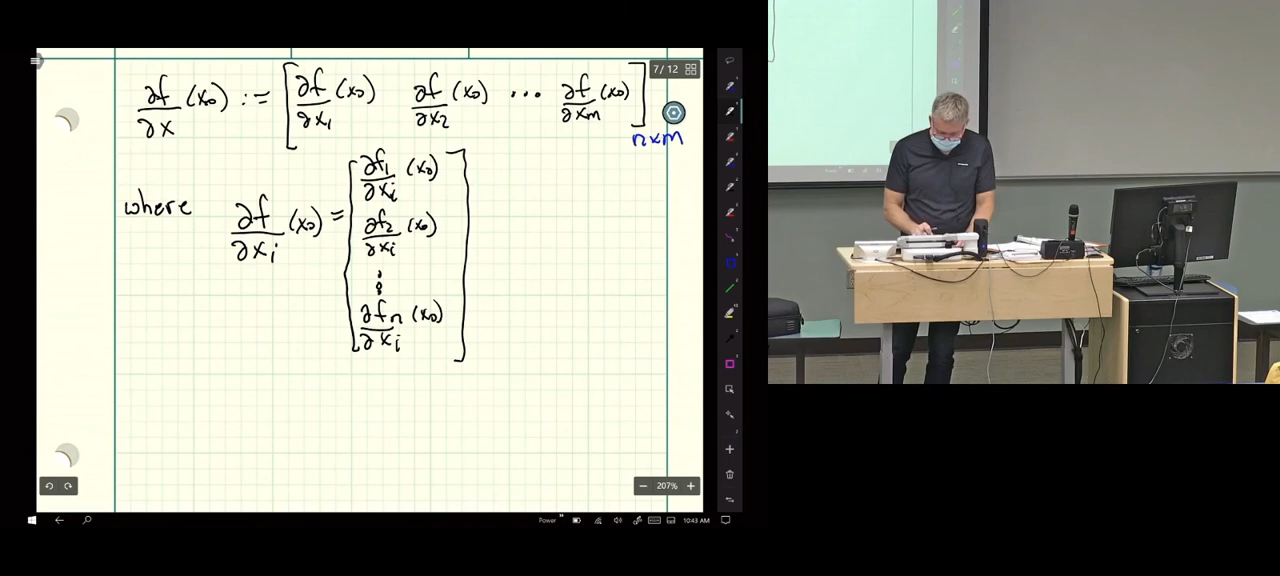 ∂f/∂x (x₀) := [ ∂f/∂x₁ (x₀) ∂f/∂x₂ (x₀) ... ∂f/∂xₘ (x₀) ]
n×m
where ∂f/∂xᵢ (x₀) = [ ∂f₁/∂xᵢ (x₀)
∂f₂/∂xᵢ (x₀)
⋮
∂fₙ/∂xᵢ (x₀) ]
7/12
207%
Power
10:43 AM